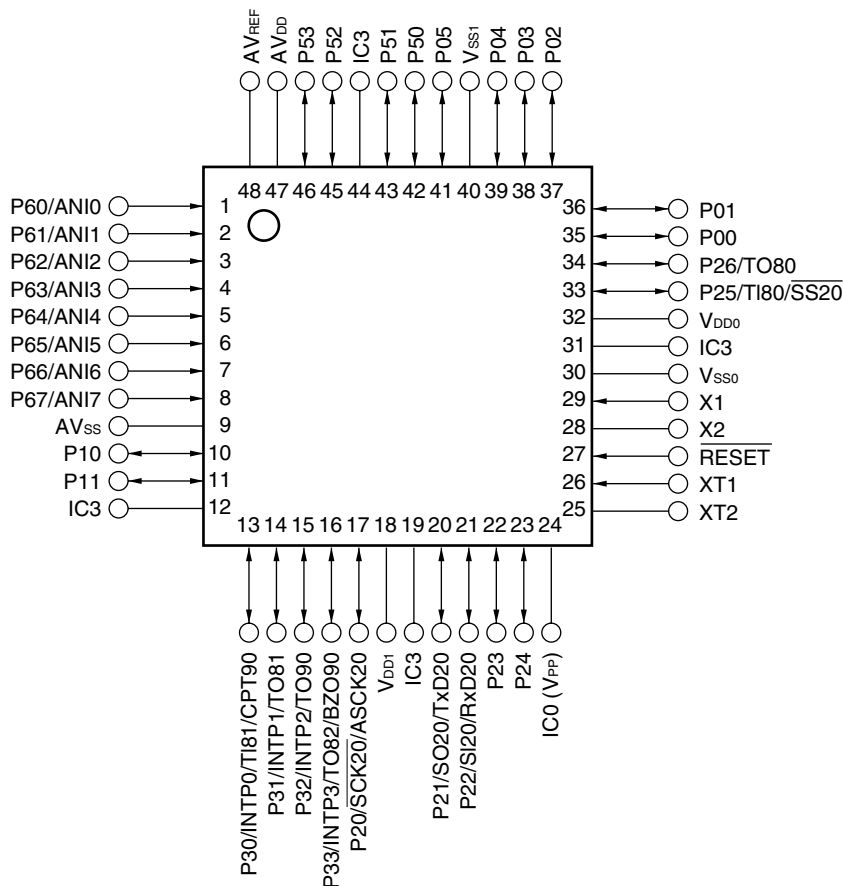 AVREF
AVDD
P53
P52
IC3
P51
P50
P05
VSS1
P04
P03
P02
48 47 46 45 44 43 42 41 40 39 38 37
P60/ANI0 1
P61/ANI1 2
P62/ANI2 3
P63/ANI3 4
P64/ANI4 5
P65/ANI5 6
P66/ANI6 7
P67/ANI7 8
AVSS 9
P10 10
P11 11
IC3 12
36 P01
35 P00
34 P26/TO80
33 P25/TI80/SS20
32 VDD0
31 IC3
30 VSS0
29 X1
28 X2
27 RESET
26 XT1
25 XT2
13 14 15 16 17 18 19 20 21 22 23 24
P30/INTP0/TI81/CPT90
P31/INTP1/TO81
P32/INTP2/TO90
P33/INTP3/TO82/BZO90
P20/SCK20/ASCK20
VDD1
IC3
P21/SO20/TxD20
P22/SI20/RxD20
P23
P24
IC0 (VPP)